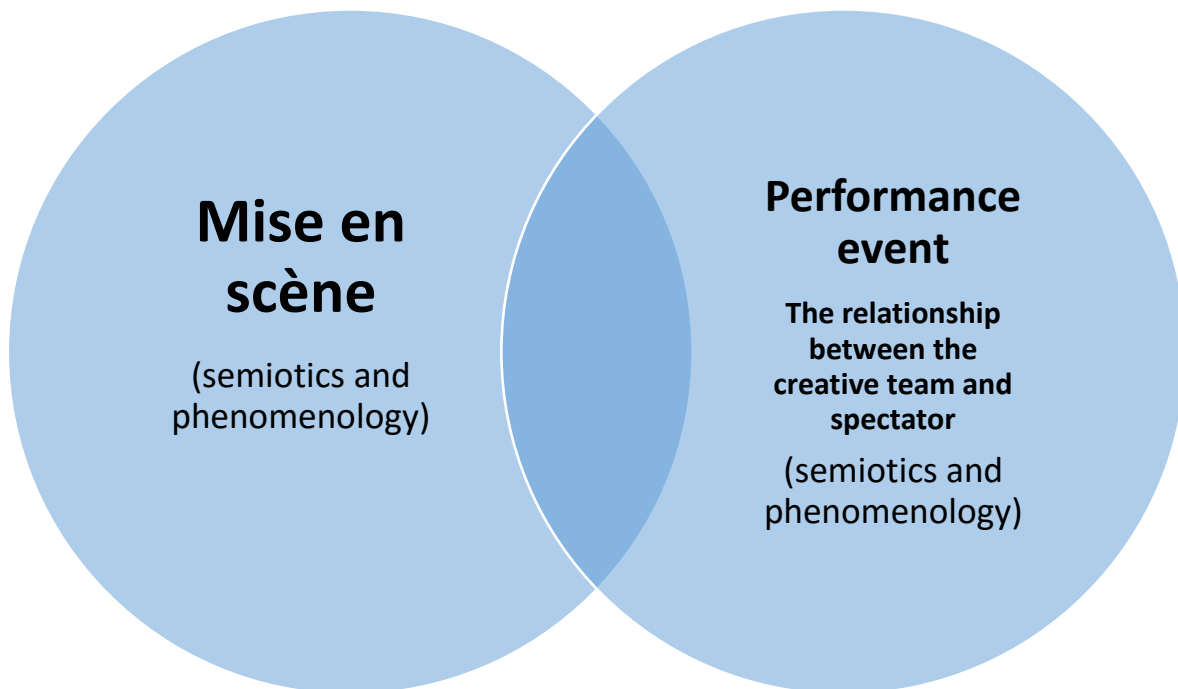 Mise en
scène
(semiotics and
phenomenology)
Performance
event
The relationship
between the
creative team and
spectator
(semiotics and
phenomenology)